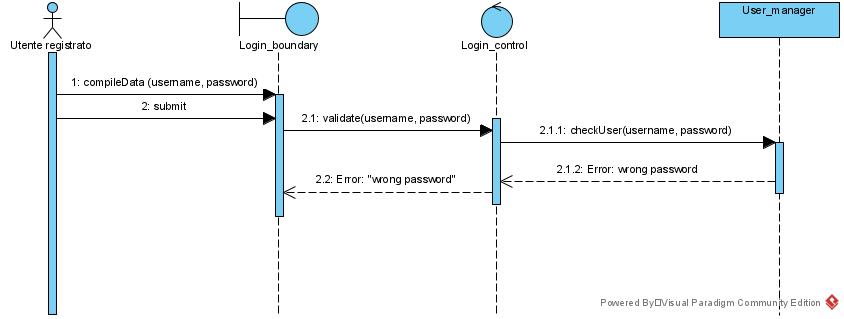 User_manager
Utente registrato
Login_boundary
Login_control
1: compileData (username, password)
2: submit
2.1: validate(username, password)
2.1.1: checkUser(username, password)
2.1.2: Error: wrong password
2.2: Error: "wrong password"
Powered By□Visual Paradigm Community Edition